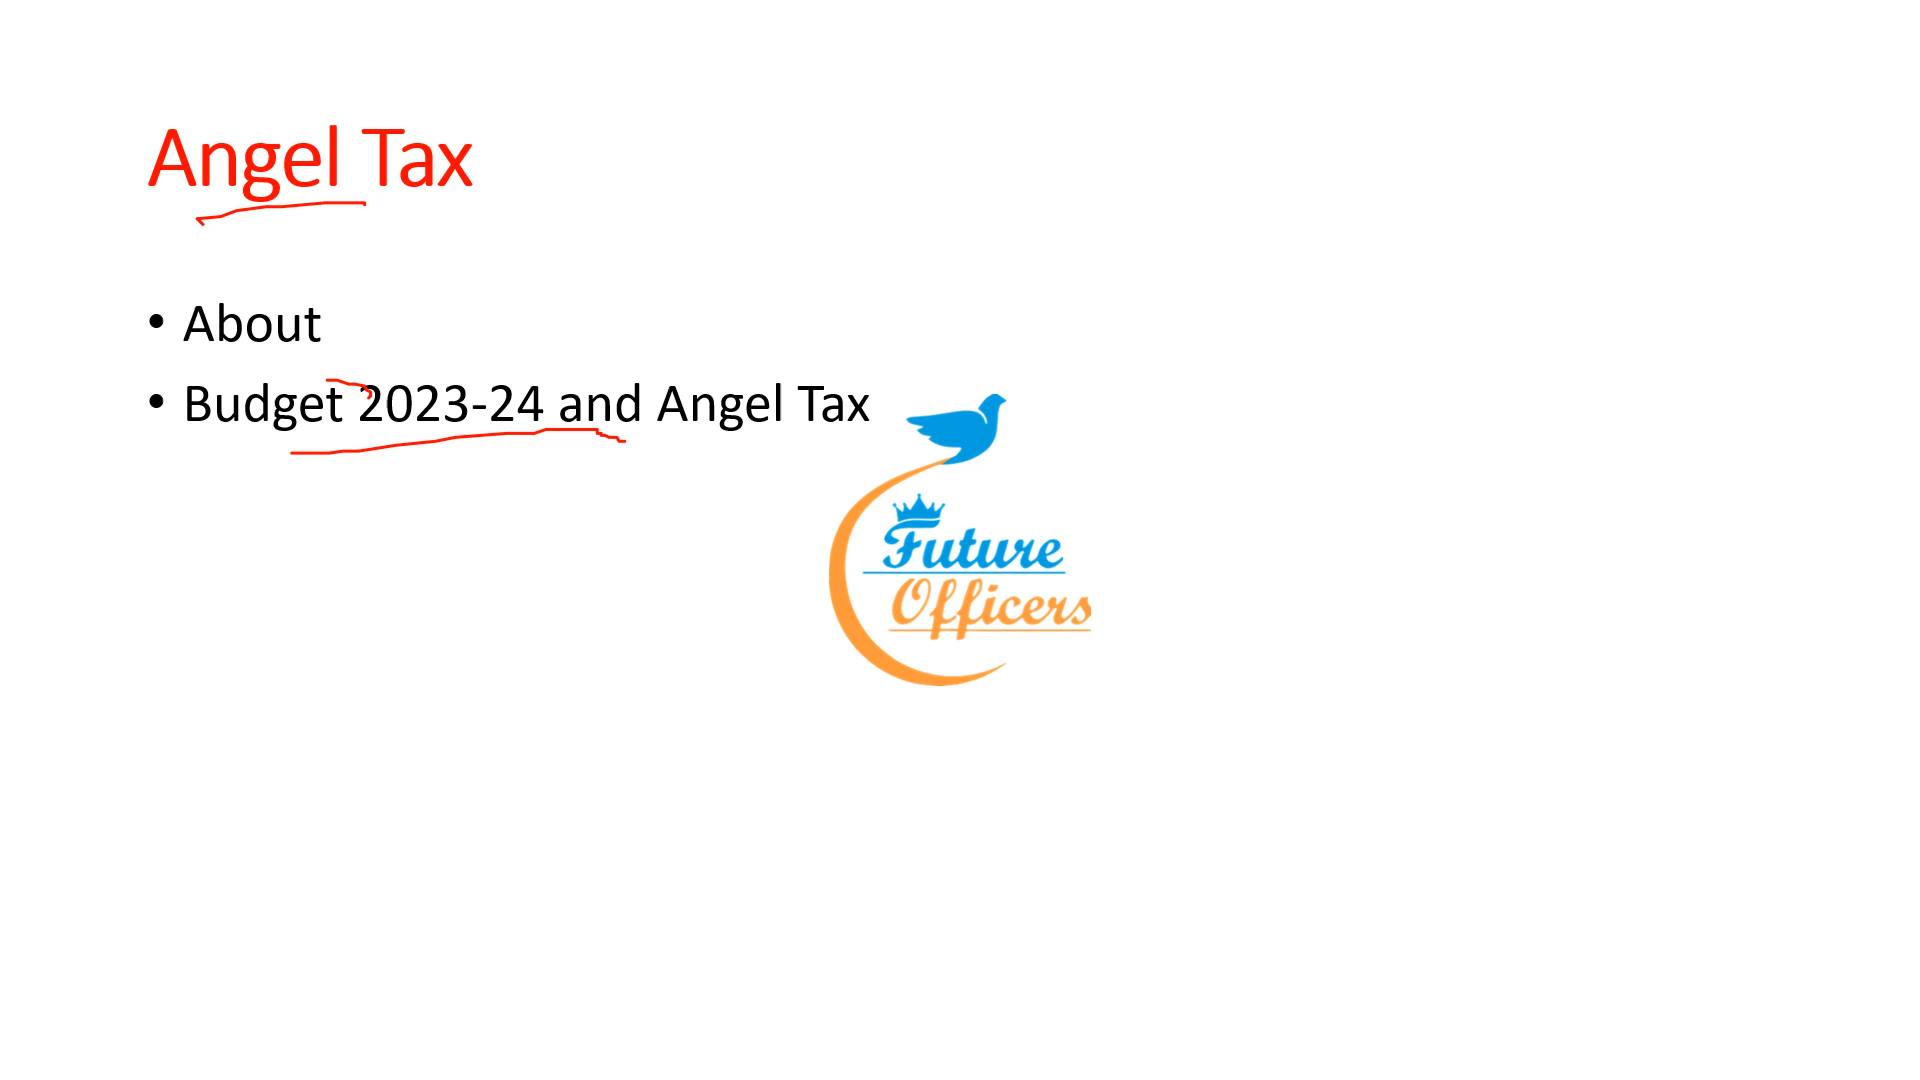 Angel Tax
• About
• Budget 2023-24 and Angel Tax
Future
Officers